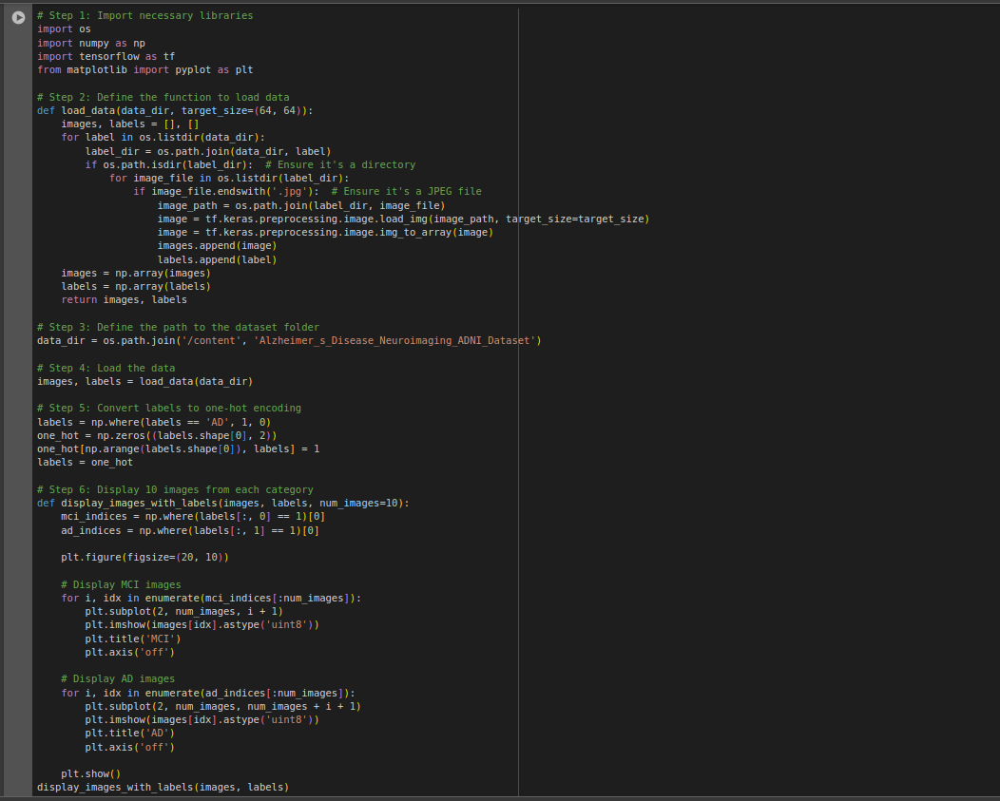 # Step 1: Import necessary libraries
import os
import numpy as np
import tensorflow as tf
from matplotlib import pyplot as plt

# Step 2: Define the function to load data
def load_data(data_dir, target_size=(64, 64)):
    images, labels = [], []
    for label in os.listdir(data_dir):
        label_dir = os.path.join(data_dir, label)
        if os.path.isdir(label_dir):  # Ensure it's a directory
            for image_file in os.listdir(label_dir):
                if image_file.endswith('.jpg'):  # Ensure it's a JPEG file
                    image_path = os.path.join(label_dir, image_file)
                    image = tf.keras.preprocessing.image.load_img(image_path, target_size=target_size)
                    image = tf.keras.preprocessing.image.img_to_array(image)
                    images.append(image)
                    labels.append(label)
    images = np.array(images)
    labels = np.array(labels)
    return images, labels

# Step 3: Define the path to the dataset folder
data_dir = os.path.join('/content', 'Alzheimer_s_Disease_Neuroimaging_ADNI_Dataset')

# Step 4: Load the data
images, labels = load_data(data_dir)

# Step 5: Convert labels to one-hot encoding
labels = np.where(labels == 'AD', 1, 0)
one_hot = np.zeros((labels.shape[0], 2))
one_hot[np.arange(labels.shape[0]), labels] = 1
labels = one_hot

# Step 6: Display 10 images from each category
def display_images_with_labels(images, labels, num_images=10):
    mci_indices = np.where(labels[:, 0] == 1)[0]
    ad_indices = np.where(labels[:, 1] == 1)[0]

    plt.figure(figsize=(20, 10))

    # Display MCI images
    for i, idx in enumerate(mci_indices[:num_images]):
        plt.subplot(2, num_images, i + 1)
        plt.imshow(images[idx].astype('uint8'))
        plt.title('MCI')
        plt.axis('off')

    # Display AD images
    for i, idx in enumerate(ad_indices[:num_images]):
        plt.subplot(2, num_images, num_images + i + 1)
        plt.imshow(images[idx].astype('uint8'))
        plt.title('AD')
        plt.axis('off')

    plt.show()
display_images_with_labels(images, labels)